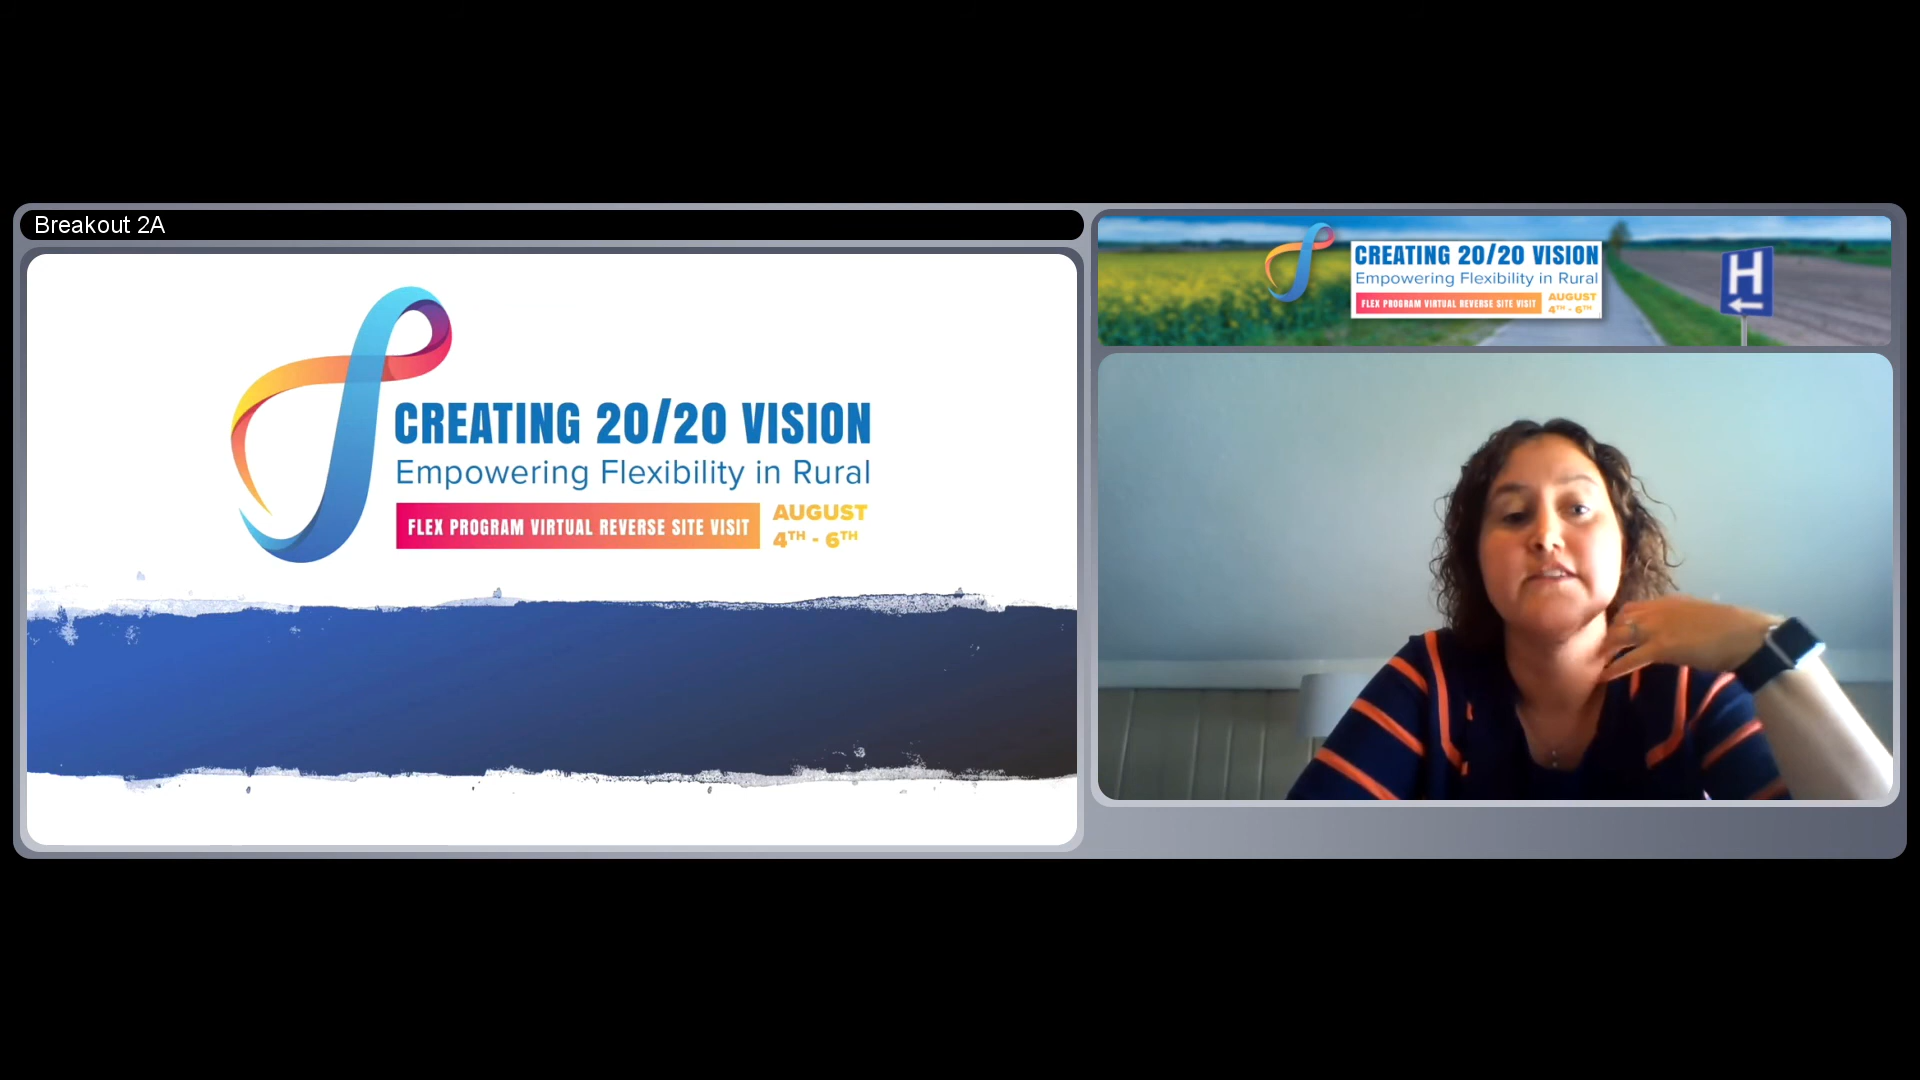 Breakout 2A
CREATING 20/20 VISION
Empowering Flexibility in Rural
FLEX PROGRAM VIRTUAL REVERSE SITE VISIT
AUGUST
4TH - 6TH
CREATING 20/20 VISION
Empowering Flexibility in Rural
FLEX PROGRAM VIRTUAL REVERSE SITE VISIT
AUGUST
4TH - 6TH
H